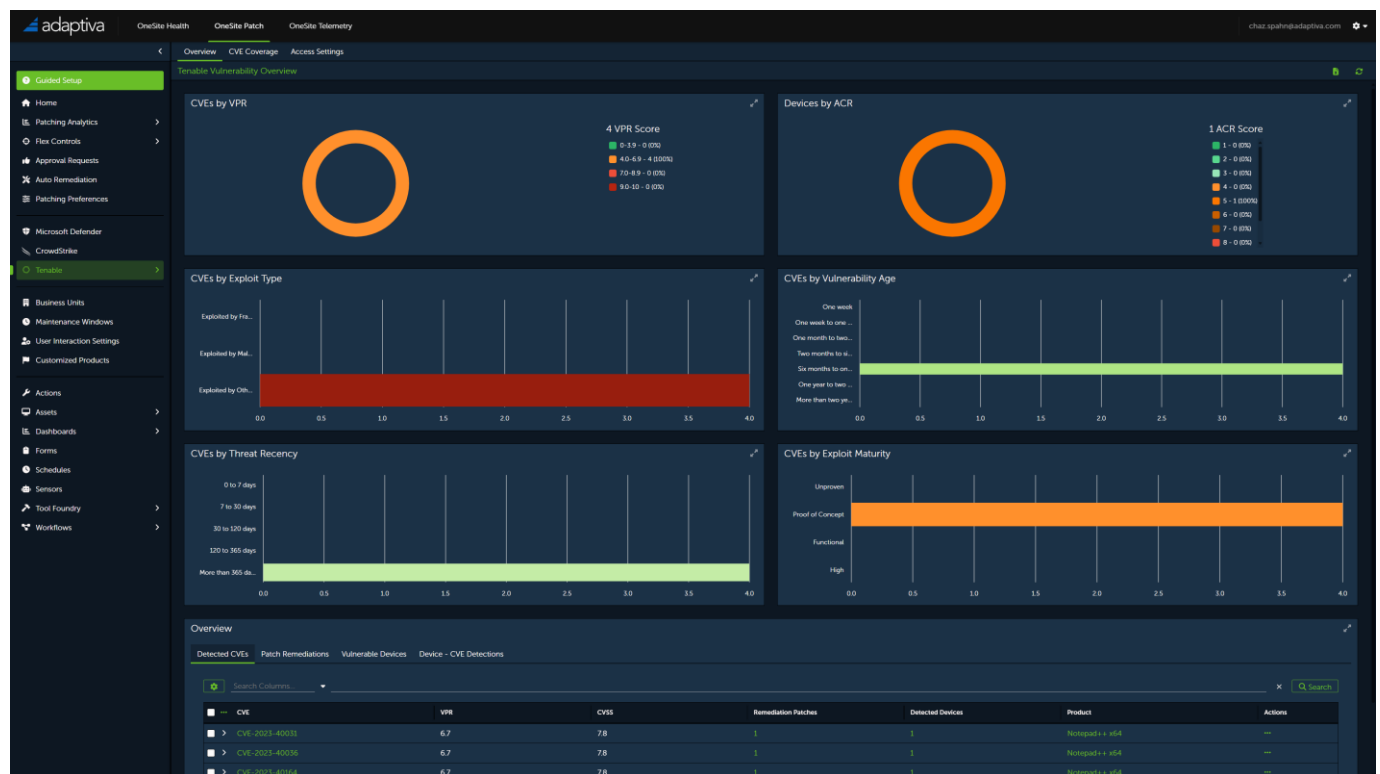 adaptiva
OneSite Health
OneSite Patch
OneSite Telemetry
chaz.spahn@adaptiva.com
Overview
CVE Coverage
Access Settings
Tenable Vulnerability Overview
Guided Setup
Home
Patching Analytics
Flex Controls
Approval Requests
Auto Remediation
Patching Preferences
Microsoft Defender
CrowdStrike
Tenable
Business Units
Maintenance Windows
User Interaction Settings
Customized Products
Actions
Assets
Dashboards
Forms
Schedules
Sensors
Tool Foundry
Workflows
CVEs by VPR
4 VPR Score
0-3.9 - 0 (0%)
4.0-6.9 - 4 (100%)
7.0-8.9 - 0 (0%)
9.0-10 - 0 (0%)
Devices by ACR
1 ACR Score
1 - 0 (0%)
2 - 0 (0%)
3 - 0 (0%)
4 - 0 (0%)
5 - 1 (100%)
6 - 0 (0%)
7 - 0 (0%)
8 - 0 (0%)
CVEs by Exploit Type
Exploited by Fra...
Exploited by Mal...
Exploited by Oth...
0.0 0.5 1.0 1.5 2.0 2.5 3.0 3.5 4.0
CVEs by Vulnerability Age
One week
One week to one ...
One month to two...
Two months to si...
Six months to on...
One year to two ...
More than two ye...
0.0 0.5 1.0 1.5 2.0 2.5 3.0 3.5 4.0
CVEs by Threat Recency
0 to 7 days
7 to 30 days
30 to 120 days
120 to 365 days
More than 365 da...
0.0 0.5 1.0 1.5 2.0 2.5 3.0 3.5 4.0
CVEs by Exploit Maturity
Unproven
Proof of Concept
Functional
High
0.0 0.5 1.0 1.5 2.0 2.5 3.0 3.5 4.0
Overview
Detected CVEs
Patch Remediations
Vulnerable Devices
Device - CVE Detections
Search Columns...
Search
CVE VPR CVSS Remediation Patches Detected Devices Product Actions
CVE-2023-40031 6.7 7.8 1 1 Notepad++ x64
CVE-2023-40036 6.7 7.8 1 1 Notepad++ x64
CVE-2023-40164 6.7 7.8 1 1 Notepad++ x64